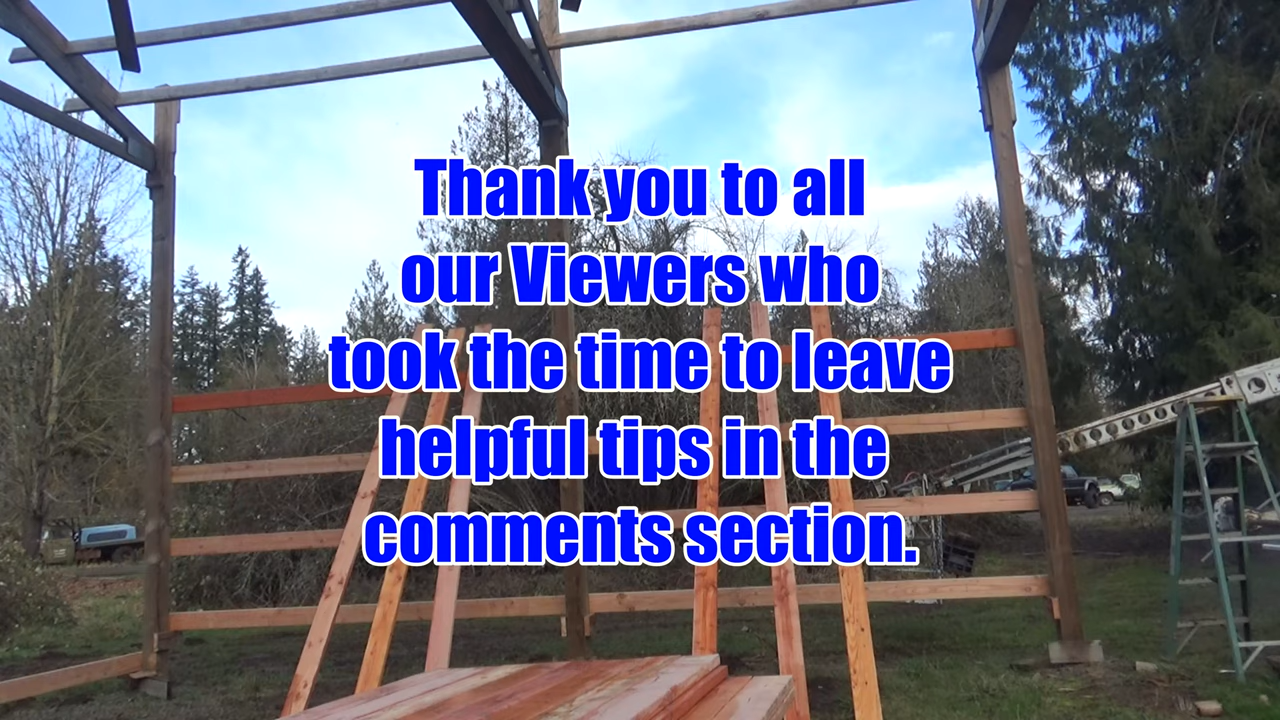 Thank you to all
our Viewers who
took the time to leave
helpful tips in the
comments section.